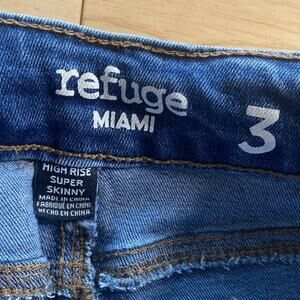 refuge
MIAMI
3
HIGH RISE
SUPER
SKINNY
MADE IN CHINA
FABRIQUÉ EN CHINE
HECHO EN CHINA